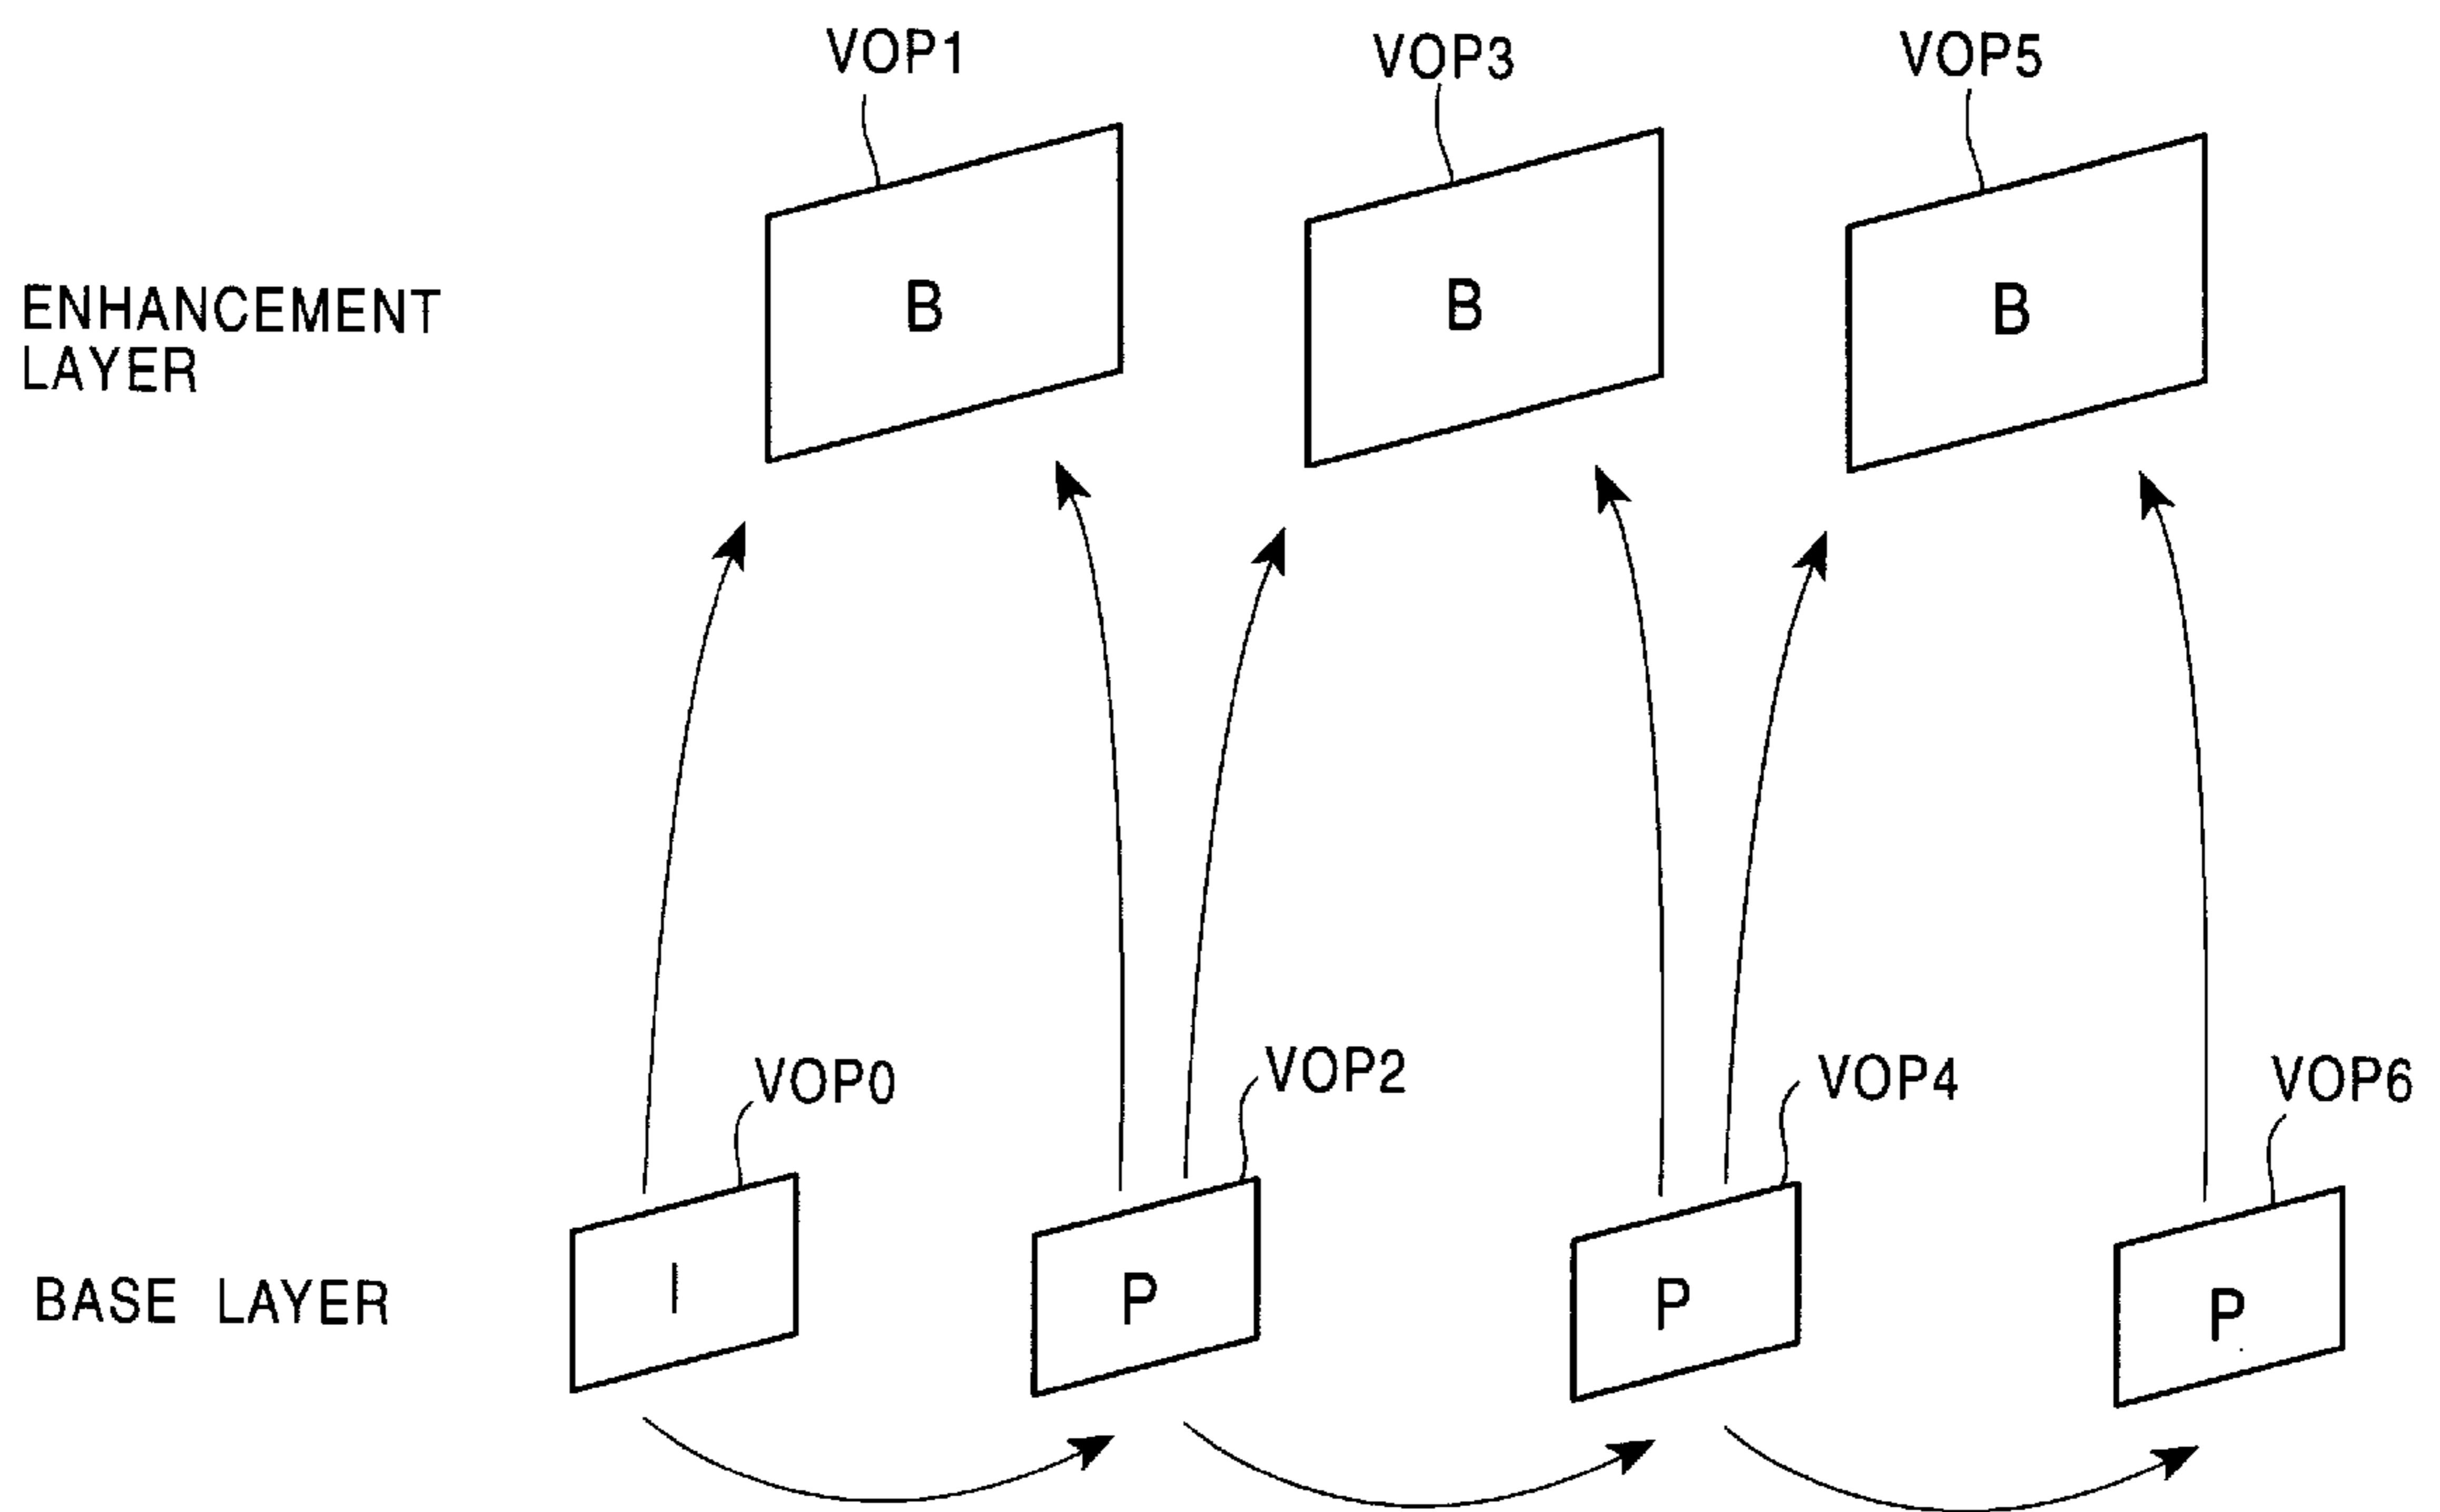 VOP1
VOP3
VOP5
ENHANCEMENT
LAYER
B
B
B
VOP0
VOP2
VOP4
VOP6
BASE LAYER
I
P
P
P